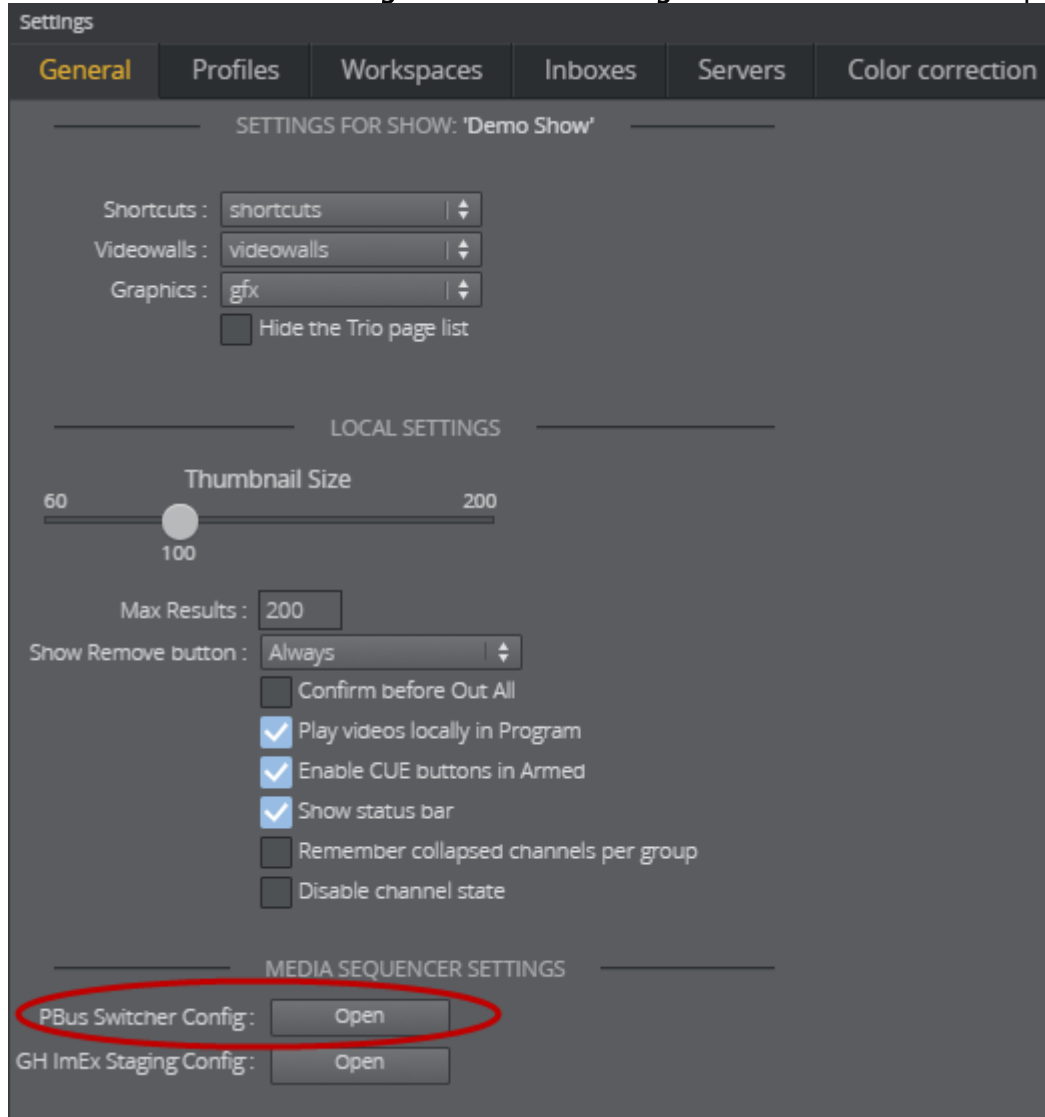 Settings
General Profiles Workspaces Inboxes Servers Color correction
SETTINGS FOR SHOW: 'Demo Show'
Shortcuts : shortcuts
Videowalls : videowalls
Graphics : gfx
Hide the Trio page list
LOCAL SETTINGS
Thumbnail Size
60 200
100
Max Results : 200
Show Remove button : Always
Confirm before Out All
Play videos locally in Program
Enable CUE buttons in Armed
Show status bar
Remember collapsed channels per group
Disable channel state
MEDIA SEQUENCER SETTINGS
PBus Switcher Config : Open
GH ImEx Staging Config : Open